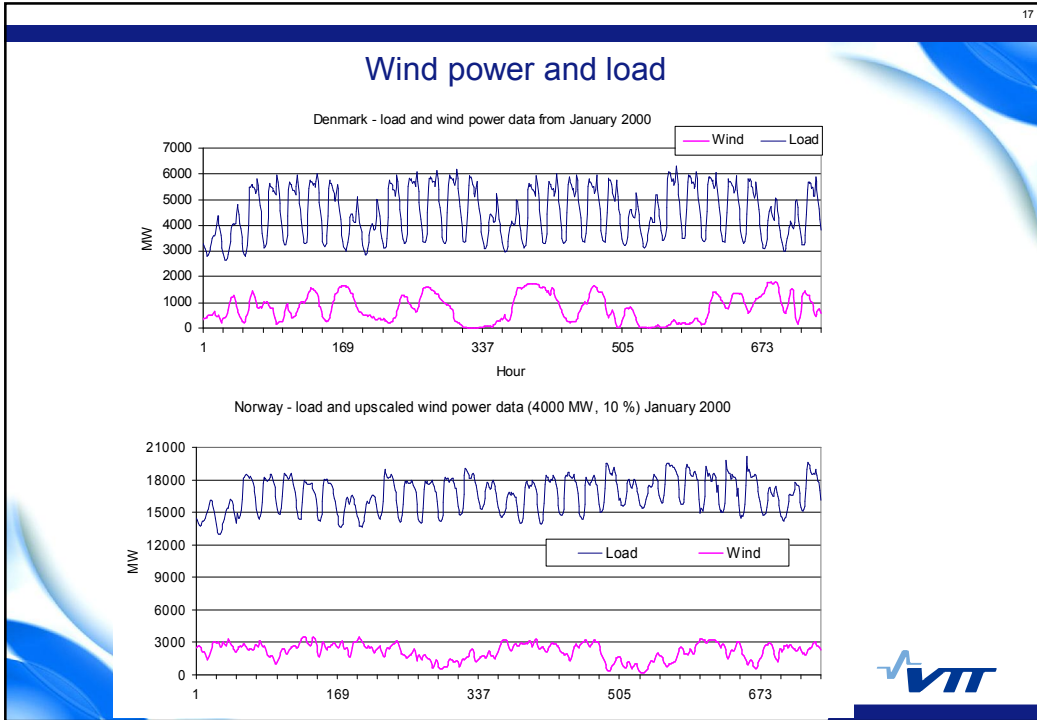 17
Wind power and load
Denmark - load and wind power data from January 2000
Wind Load
7000
6000
5000
4000
3000
2000
1000
0
MW
1 169 337 505 673
Hour
Norway - load and upscaled wind power data (4000 MW, 10 %) January 2000
21000
18000
15000
12000
9000
6000
3000
0
MW
Load Wind
1 169 337 505 673
VTT